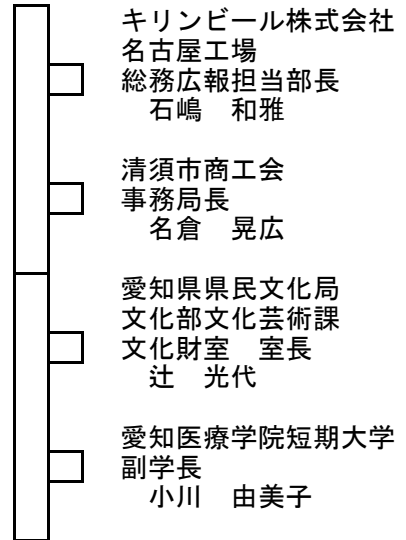 キリンビール株式会社
名古屋工場
総務広報担当部長
石嶋　和雅
清須市商工会
事務局長
名倉　晃広
愛知県県民文化局
文化部文化芸術課
文化財室　室長
辻　光代
愛知医療学院短期大学
副学長
小川　由美子